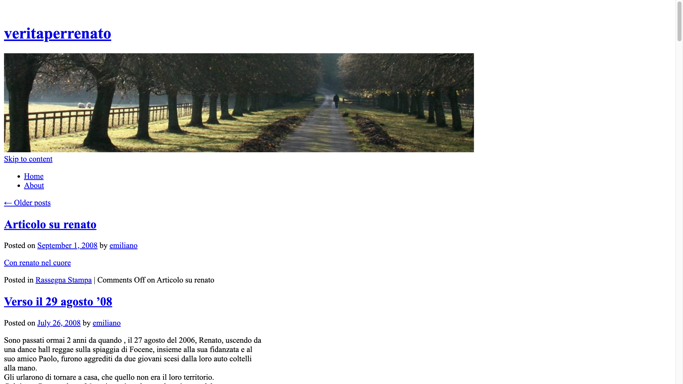 veritaperrenato
Skip to content
Home
About
← Older posts
Articolo su renato
Posted on September 1, 2008 by emiliano
Con renato nel cuore
Posted in Rassegna Stampa | Comments Off on Articolo su renato
Verso il 29 agosto ’08
Posted on July 26, 2008 by emiliano
Sono passati ormai 2 anni da quando , il 27 agosto del 2006, Renato, uscendo da
una dance hall reggae sulla spiaggia di Focene, insieme alla sua fidanzata e al
suo amico Paolo, furono aggrediti da due giovani scesi dalla loro auto coltelli
alla mano.
Gli urlarono di tornare a casa, che quello non era il loro territorio.